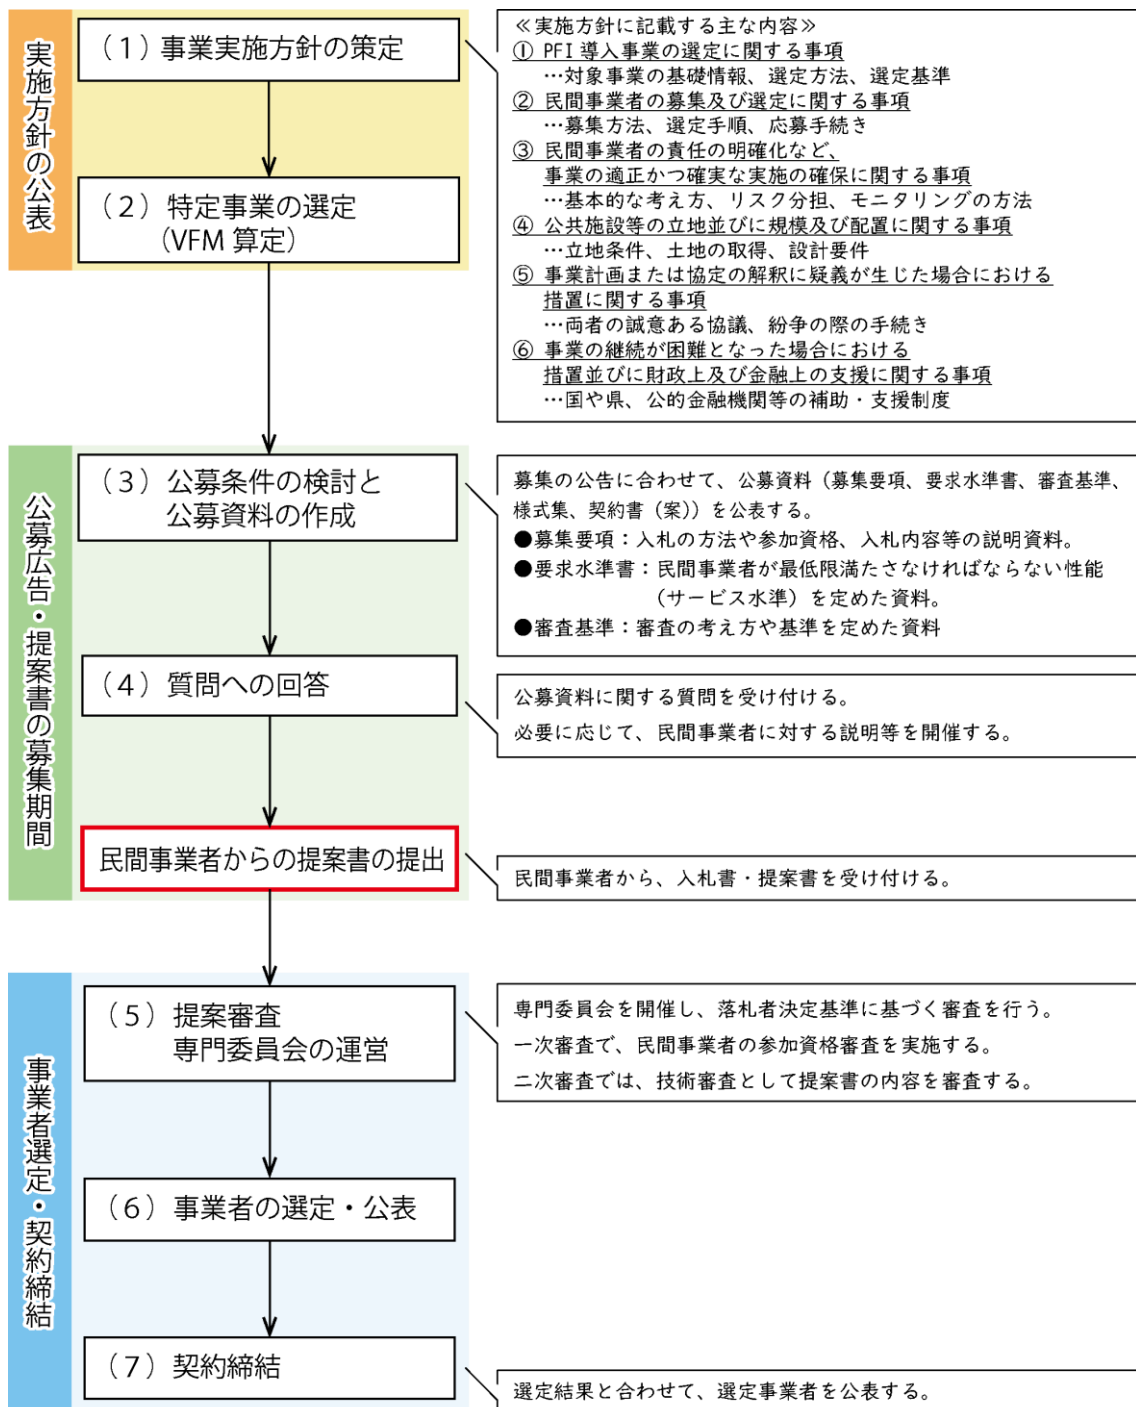 実施方針の公表
（１）事業実施方針の策定
（２）特定事業の選定
（VFM 算定）
≪実施方針に記載する主な内容≫
① PFI 導入事業の選定に関する事項
…対象事業の基礎情報、選定方法、選定基準
② 民間事業者の募集及び選定に関する事項
…募集方法、選定手順、応募手続き
③ 民間事業者の責任の明確化など、
事業の適正かつ確実な実施の確保に関する事項
…基本的な考え方、リスク分担、モニタリングの方法
④ 公共施設等の立地並びに規模及び配置に関する事項
…立地条件、土地の取得、設計要件
⑤ 事業計画または協定の解釈に疑義が生じた場合における
措置に関する事項
…両者の誠意ある協議、紛争の際の手続き
⑥ 事業の継続が困難となった場合における
措置並びに財政上及び金融上の支援に関する事項
…国や県、公的金融機関等の補助・支援制度
公募広告・提案書の募集期間
（３）公募条件の検討と
公募資料の作成
募集の公告に合わせて、公募資料（募集要項、要求水準書、審査基準、
様式集、契約書（案））を公表する。
●募集要項：入札の方法や参加資格、入札内容等の説明資料。
●要求水準書：民間事業者が最低限満たさなければならない性能
（サービス水準）を定めた資料。
●審査基準：審査の考え方や基準を定めた資料
（４）質問への回答
公募資料に関する質問を受け付ける。
必要に応じて、民間事業者に対する説明等を開催する。
民間事業者からの提案書の提出
民間事業者から、入札書・提案書を受け付ける。
事業者選定・契約締結
（５）提案審査
専門委員会の運営
専門委員会を開催し、落札者決定基準に基づく審査を行う。
一次審査で、民間事業者の参加資格審査を実施する。
二次審査では、技術審査として提案書の内容を審査する。
（６）事業者の選定・公表
（７）契約締結
選定結果と合わせて、選定事業者を公表する。